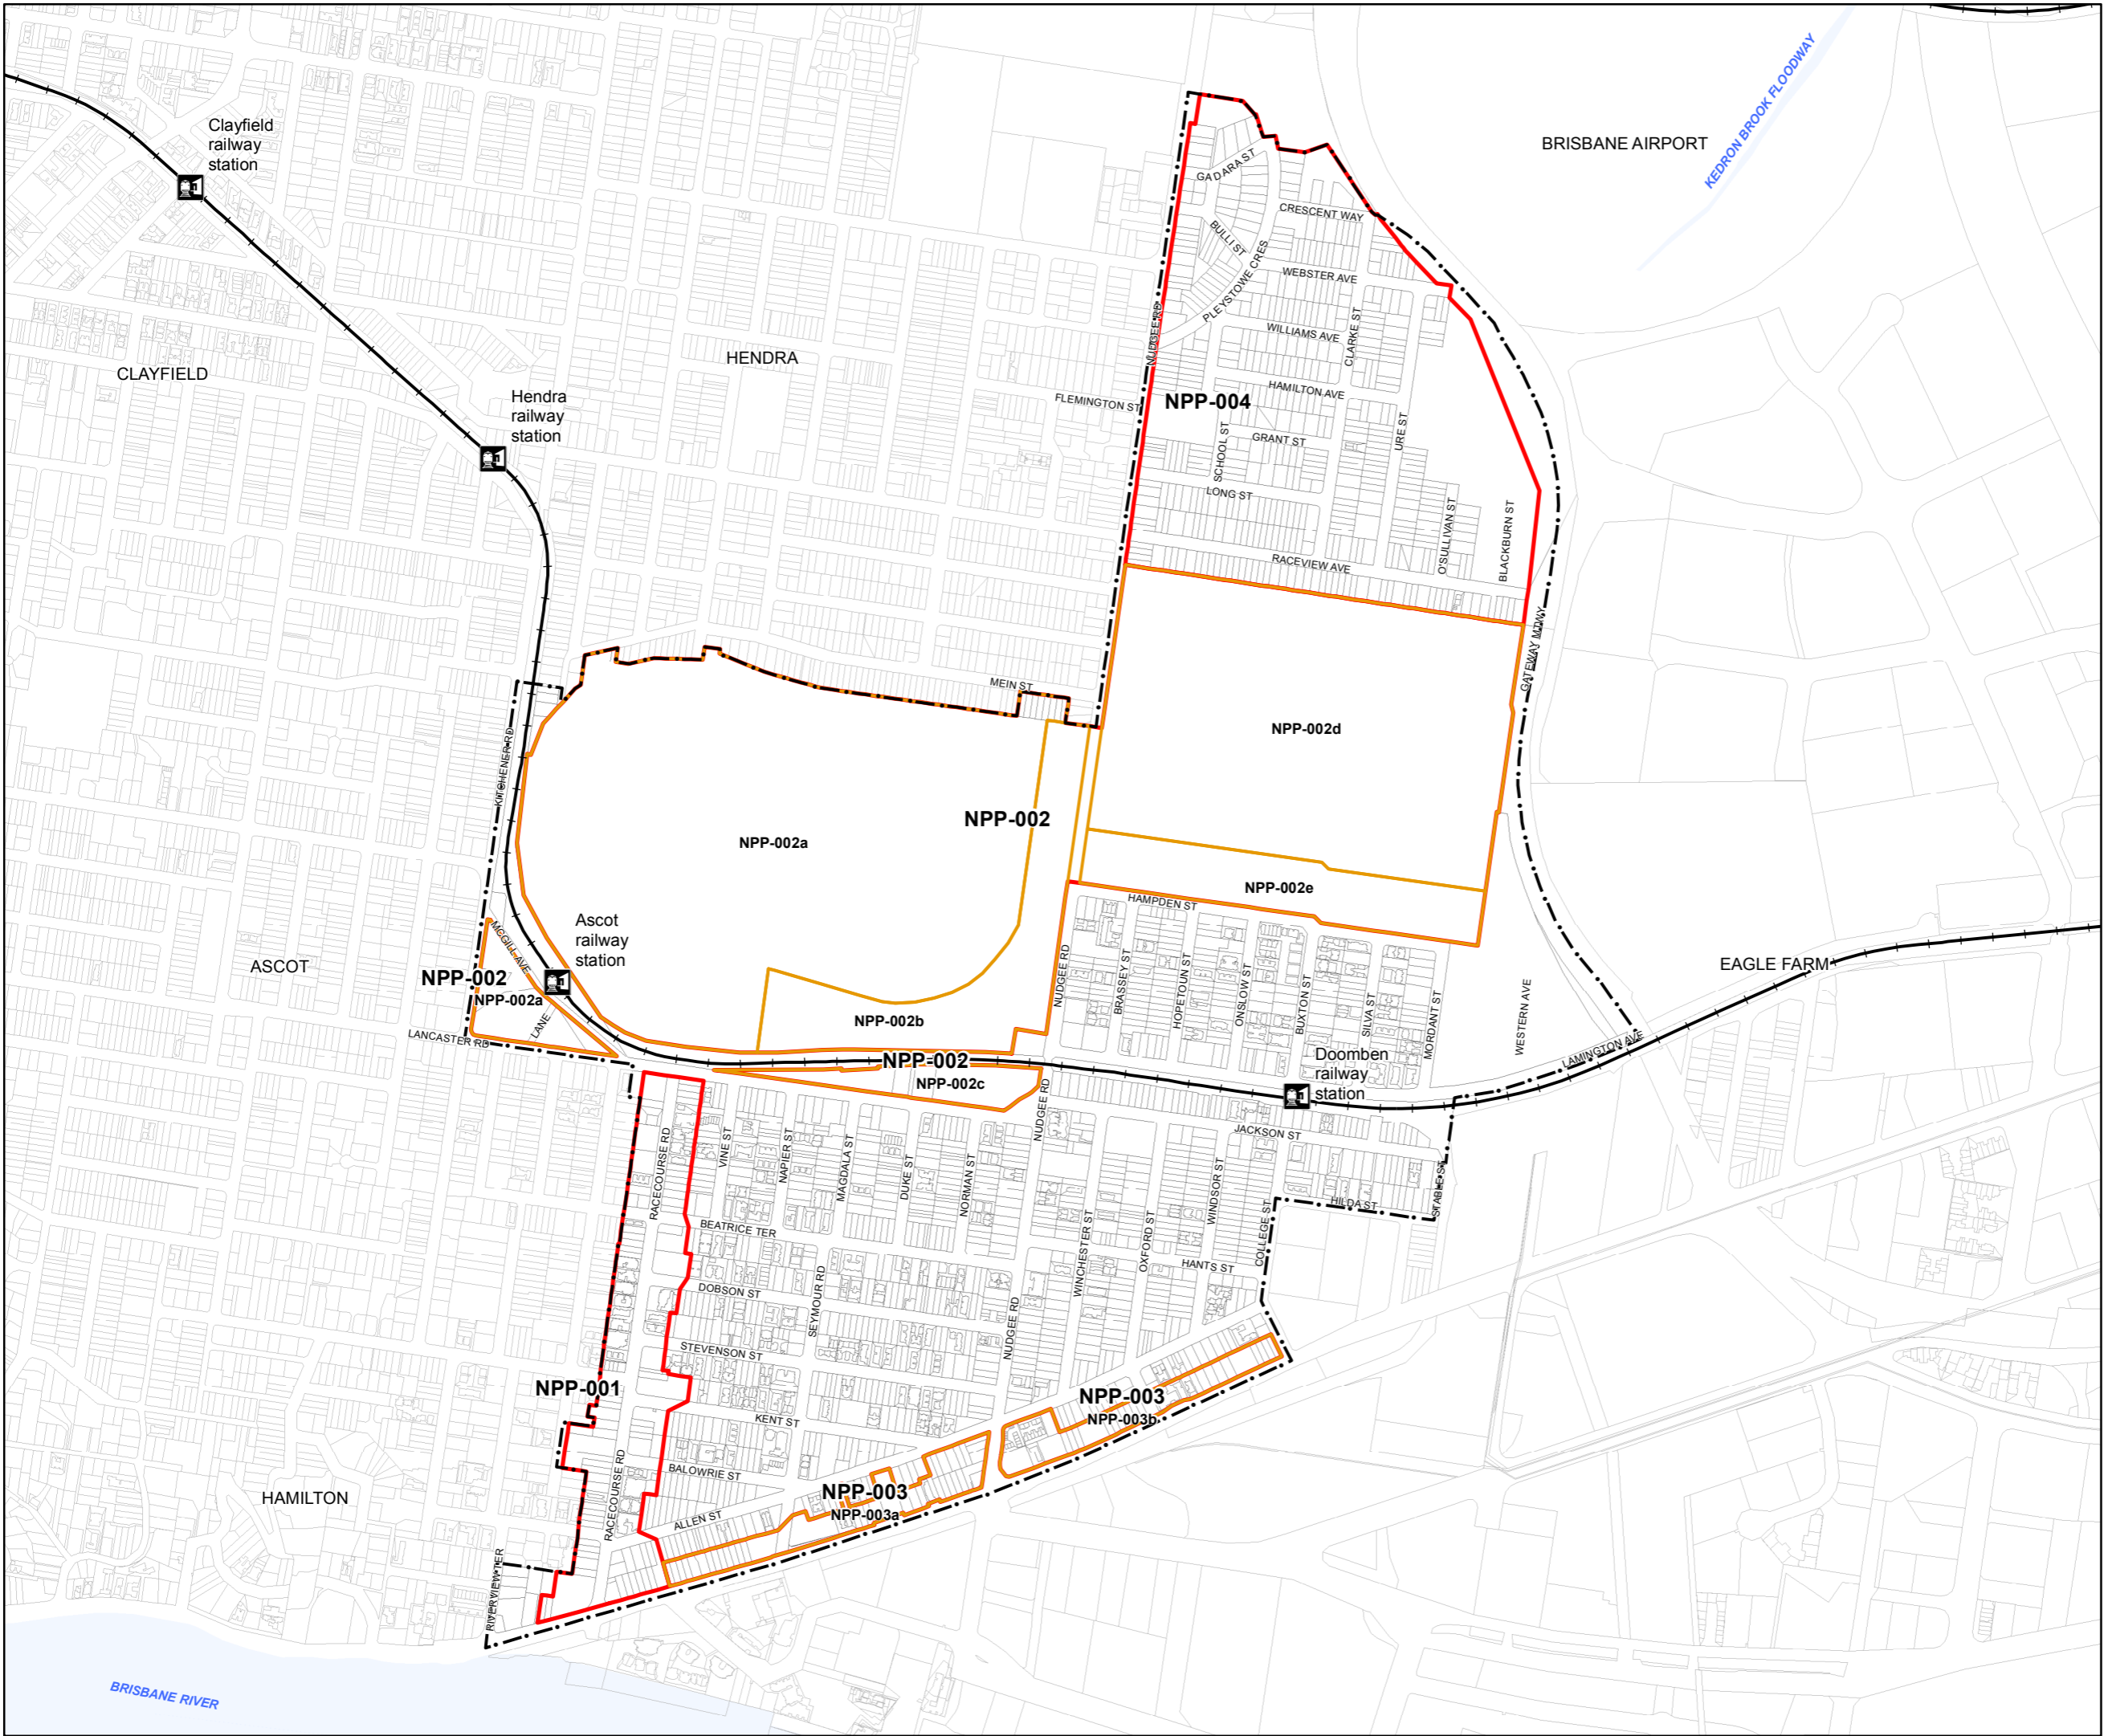 BRISBANE AIRPORT
KEDRON BROOK FLOODWAY
Clayfield
railway
station
GADARA ST
CRESCENT WAY
BULLI ST
PLEYSTOWE CRES
WEBSTER AVE
NUDGEE RD
WILLIAMS AVE
CLARKE ST
HENDRA
CLAYFIELD
Hendra
railway
station
FLEMINGTON ST
NPP-004
HAMILTON AVE
SCHOOL ST
GRANT ST
URE ST
LONG ST
O'SULLIVAN ST
BLACKBURN ST
RACEVIEW AVE
GATEWAY MTWY
MEIN ST
KITCHENER RD
NPP-002d
NPP-002
NPP-002a
NPP-002e
HAMPDEN ST
MCGILL AVE
Ascot
railway
station
ASCOT
NPP-002
NPP-002a
LANE
LANCASTER RD
NPP-002b
NUDGEE RD
BRASSEY ST
HOPETOUN ST
ONSLOW ST
BUXTON ST
SILVA ST
MORDANT ST
WESTERN AVE
EAGLE FARM
LAMINGTON AVE
NPP-002
NPP-002c
Doomben
railway
station
NUDGEE RD
JACKSON ST
RACECOURSE RD
VINE ST
NAPIER ST
MAGDALA ST
DUKE ST
NORMAN ST
WINDSOR ST
STABLE ST
HILDA ST
BEATRICE TER
WINCHESTER ST
OXFORD ST
COLLEGE ST
HANTS ST
DOBSON ST
SEYMOUR RD
NUDGEE RD
STEVENSON ST
NPP-001
NPP-003
NPP-003b
KENT ST
RACECOURSE RD
BALOWRIE ST
HAMILTON
NPP-003
NPP-003a
ALLEN ST
RIVERVIEW TER
BRISBANE RIVER